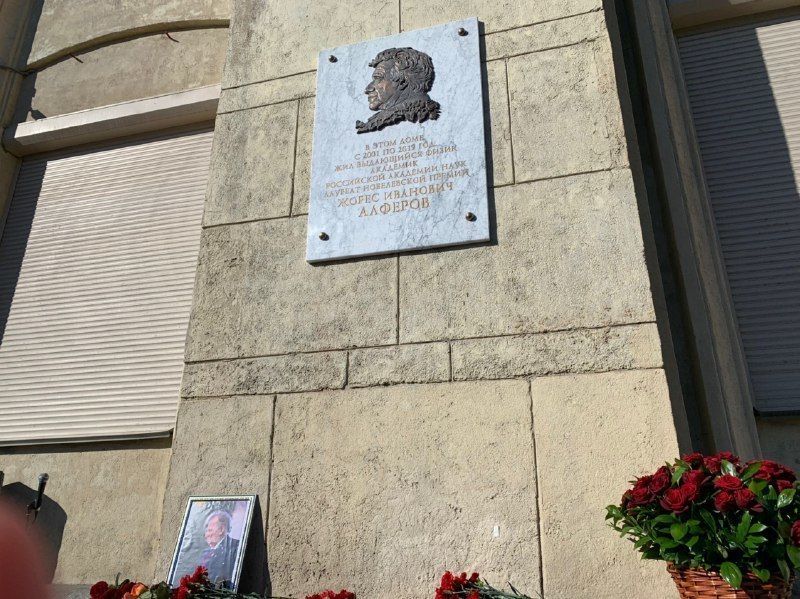 В ЭТОМ ДОМЕ
С 2001 ПО 2019 ГОД
ЖИЛ ВЫДАЮЩИЙСЯ ФИЗИК
АКАДЕМИК
РОССИЙСКОЙ АКАДЕМИИ НАУК
ЛАУРЕАТ НОБЕЛЕВСКОЙ ПРЕМИИ
ЖОРЕС ИВАНОВИЧ
АЛФЕРОВ